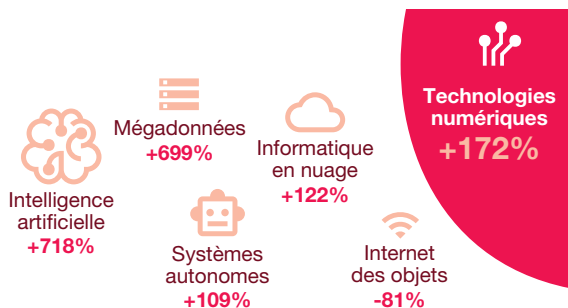 Technologies
numériques
+172%
Mégadonnées
+699%
Informatique
en nuage
+122%
Intelligence
artificielle
+718%
Systèmes
autonomes
+109%
Internet
des objets
-81%